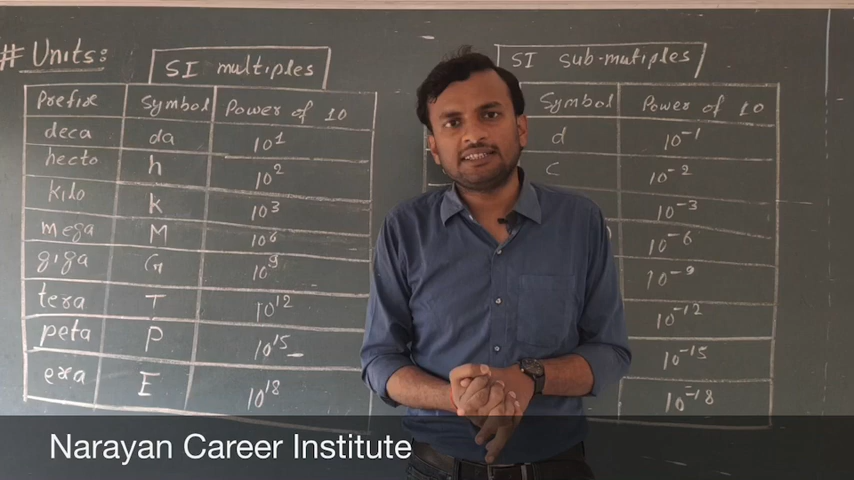 # Units:
SI multiples
Prefix Symbol Power of 10
deca da 10¹
hecto h 10²
kilo k 10³
mega M 10⁶
giga G 10⁹
tera T 10¹²
peta P 10¹⁵
exa E 10¹⁸
SI sub-mutiples
Symbol Power of 10
d 10⁻¹
c 10⁻²
10⁻³
10⁻⁶
10⁻⁹
10⁻¹²
10⁻¹⁵
10⁻¹⁸
Narayan Career Institute